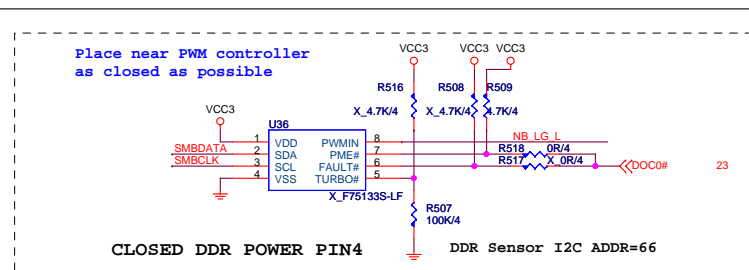 Place near PWM controller
as closed as possible
VCC3
VCC3 VCC3
R516
R508
R509
X_4.7K/4
X_4.7K/4
4.7K/4
VCC3
U36
1 VDD PWMIN 8
NB_LG_L
SMBDATA 2 SDA PME# 7
R518 0R/4
SMBCLK 3 SCL FAULT# 6
R517 X_0R/4
DOC0# 23
4 VSS TURBO# 5
X_F75133S-LF
R507
100K/4
CLOSED DDR POWER PIN4
DDR Sensor I2C ADDR=66